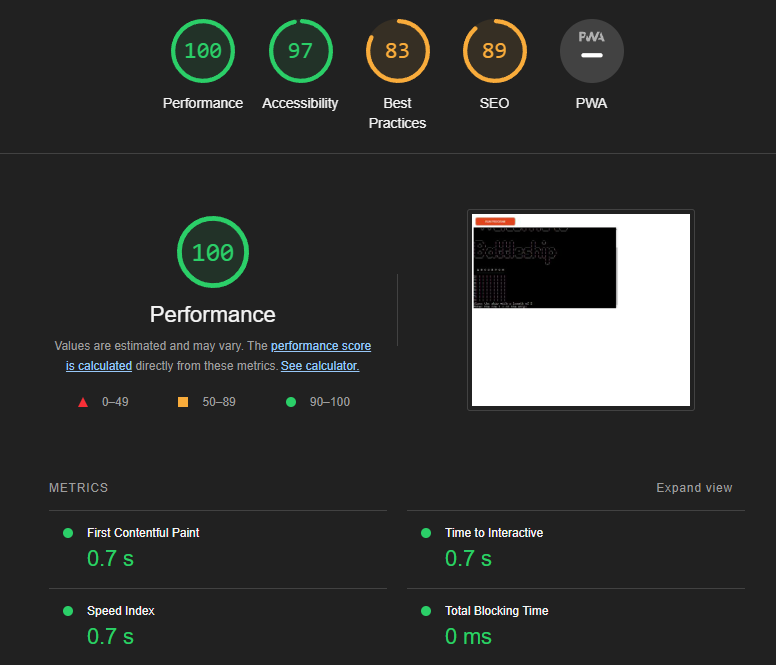 100
97
83
89
PWA
Performance
Accessibility
Best
Practices
SEO
PWA
100
Performance
Values are estimated and may vary. The performance score
is calculated directly from these metrics. See calculator.
0–49
50–89
90–100
Battleship
METRICS
Expand view
First Contentful Paint
0.7 s
Time to Interactive
0.7 s
Speed Index
0.7 s
Total Blocking Time
0 ms